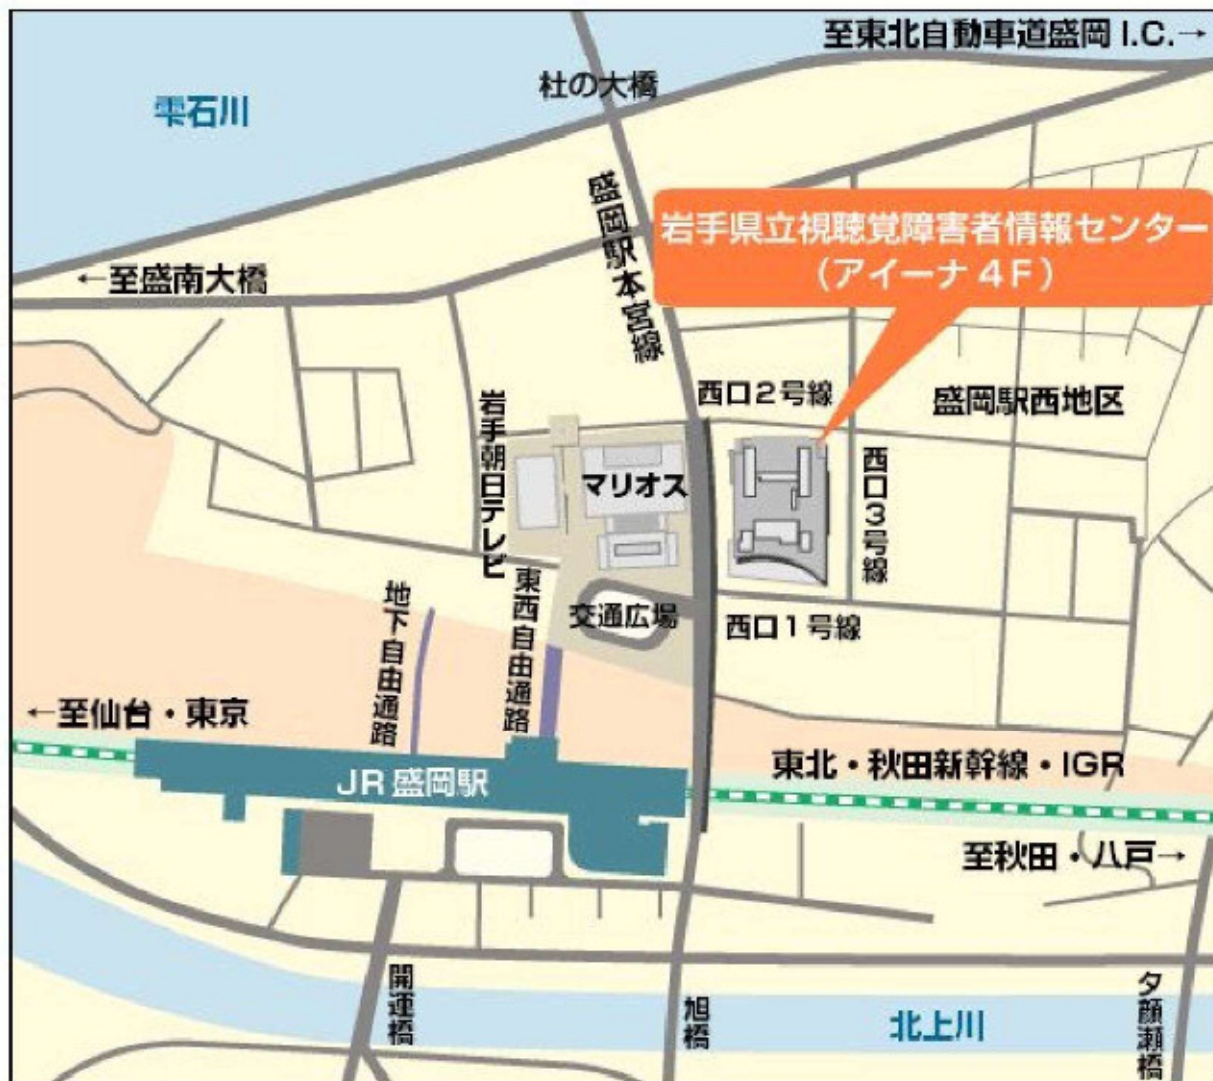 至東北自動車道盛岡I.C.→
杜の大橋
雫石川
盛岡駅本宮線
岩手県立視聴覚障害者情報センター
(アイーナ4F)
←至盛南大橋
西口2号線
盛岡駅西地区
岩手朝日テレビ
マリオス
西口3号線
東西自由通路
地下自由通路
交通広場
西口1号線
←至仙台・東京
東北・秋田新幹線・IGR
JR盛岡駅
至秋田・八戸→
開運橋
旭橋
北上川
夕顔瀬橋